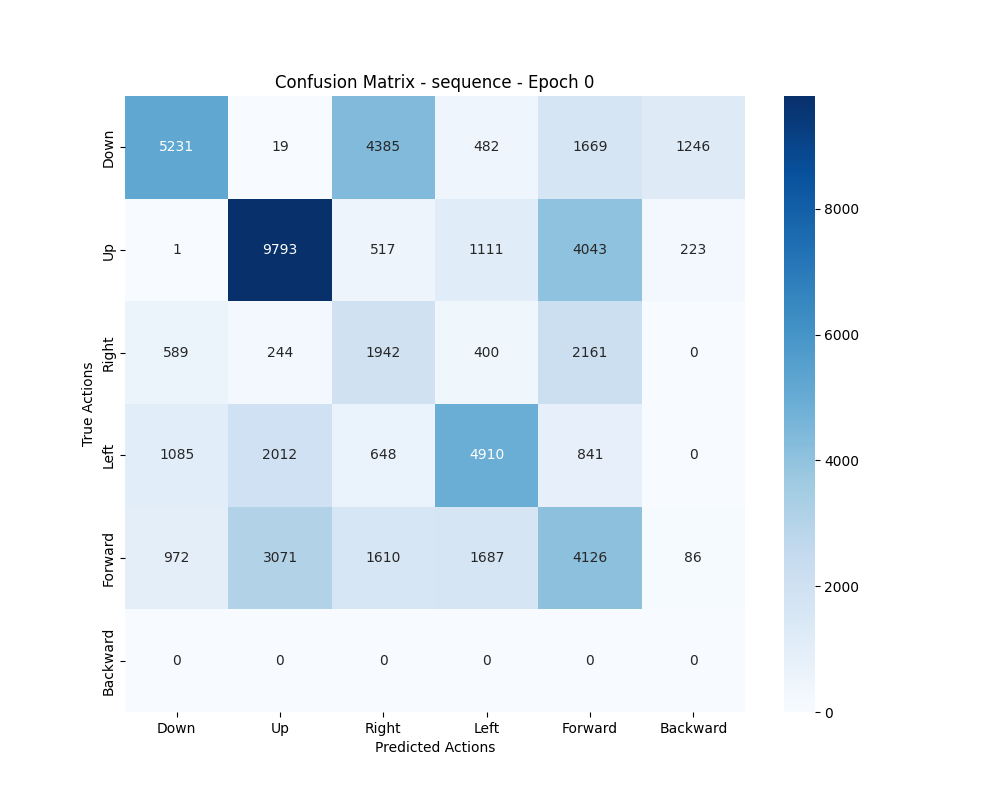 Confusion Matrix - sequence - Epoch 0
Down 5231 19 4385 482 1669 1246
Up 1 9793 517 1111 4043 223
Right 589 244 1942 400 2161 0
Left 1085 2012 648 4910 841 0
Forward 972 3071 1610 1687 4126 86
Backward 0 0 0 0 0 0
Down Up Right Left Forward Backward
Predicted Actions
True Actions
8000
6000
4000
2000
0